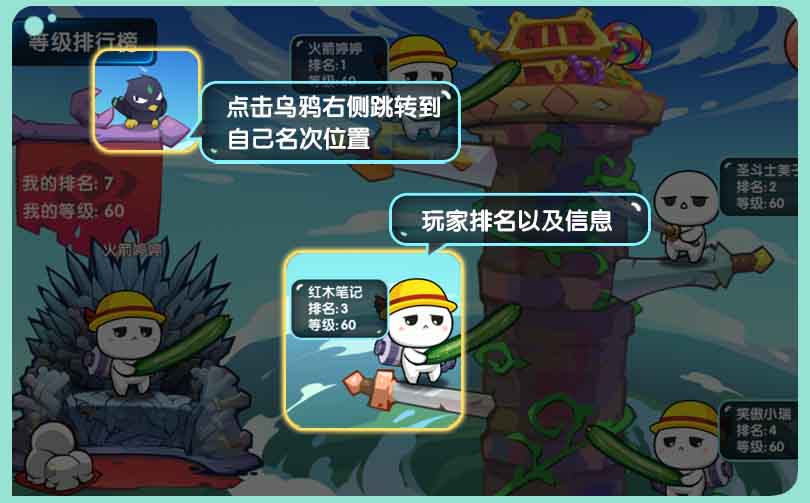 等级排行榜
火箭婷婷
排名:1
等级:60
点击乌鸦右侧跳转到
自己名次位置
我的排名: 7
我的等级: 60
圣斗士美子
排名:2
等级:60
玩家排名以及信息
火箭婷婷
红木笔记
排名:3
等级:60
笑傲小瑞
排名:4
等级:60